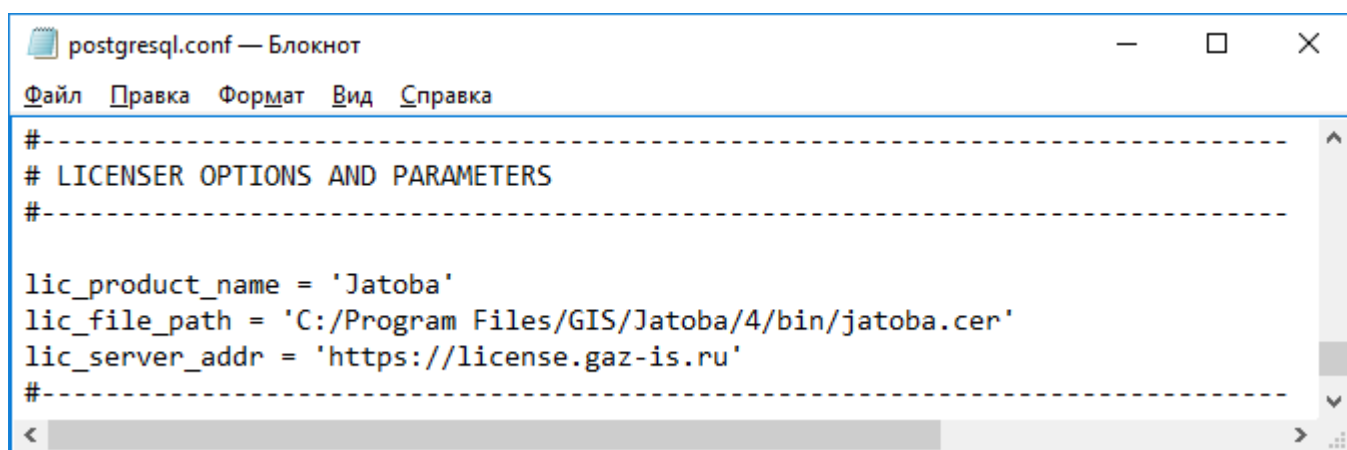 postgresql.conf — Блокнот
Файл Правка Формат Вид Справка
#------------------------------------------------------------------------------
# LICENSER OPTIONS AND PARAMETERS
#------------------------------------------------------------------------------
lic_product_name = 'Jatoba'
lic_file_path = 'C:/Program Files/GIS/Jatoba/4/bin/jatoba.cer'
lic_server_addr = 'https://license.gaz-is.ru'
#------------------------------------------------------------------------------